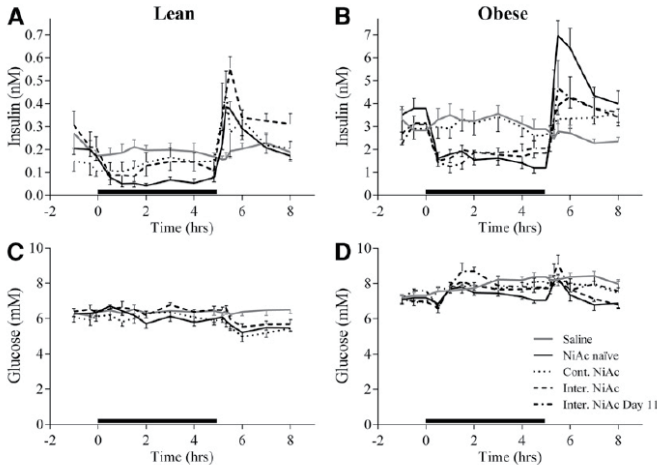 A Lean
B Obese
Insulin (nM)
0.7
0.6
0.5
0.4
0.3
0.2
0.1
0.0
-2 0 2 4 6 8
Time (hrs)
Insulin (nM)
7
6
5
4
3
2
1
0
-2 0 2 4 6 8
Time (hrs)
C
Glucose (mM)
10
8
6
4
2
0
-2 0 2 4 6 8
Time (hrs)
D
Glucose (mM)
10
8
6
4
2
0
-2 0 2 4 6 8
Time (hrs)
Saline
NiAc naïve
Cont. NiAc
Inter. NiAc
Inter. NiAc Day 11